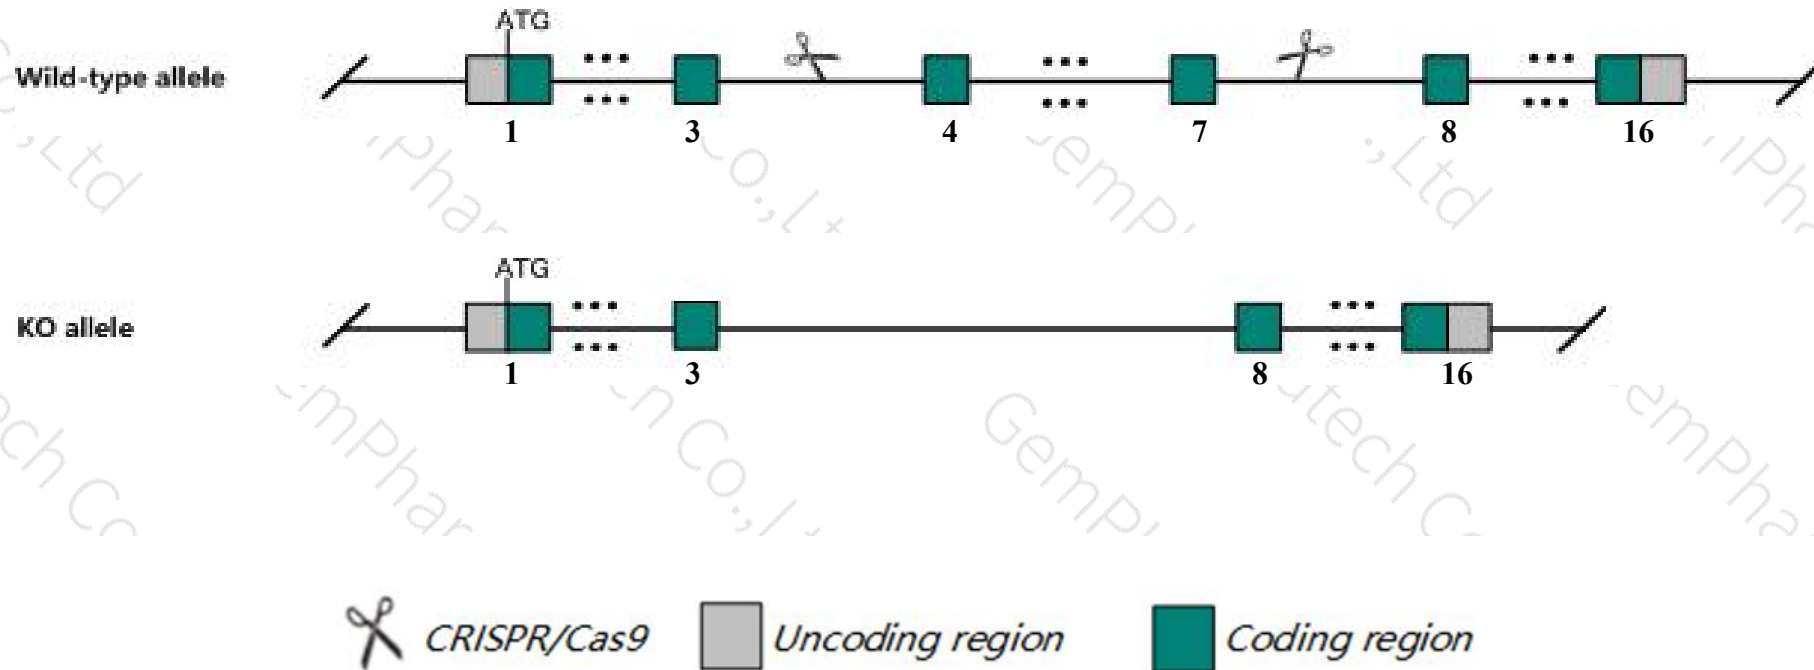 ATG
Wild-type allele
1 3 4 7 8 16
ATG
KO allele
1 3 8 16
CRISPR/Cas9 Uncoding region Coding region